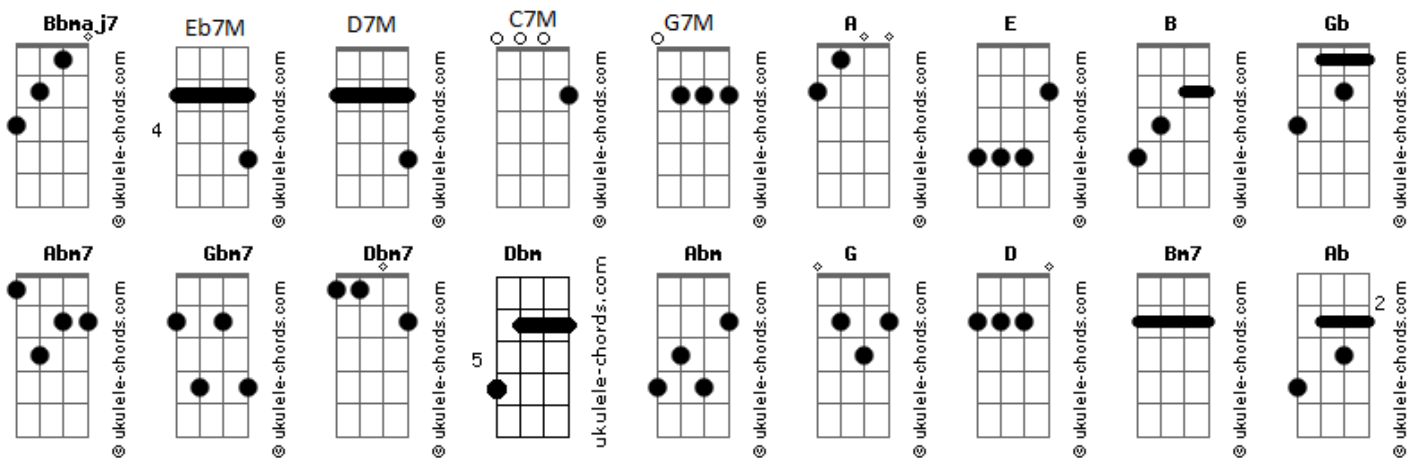 Bbmaj7 Eb7M D7M C7M G7M A E B Gb
4
© ukulele-chords.com © ukulele-chords.com © ukulele-chords.com © ukulele-chords.com © ukulele-chords.com © ukulele-chords.com © ukulele-chords.com © ukulele-chords.com © ukulele-chords.com
Abm7 Gbm7 Dbm7 Dbm Abm G D Bm7 Ab
2
5
© ukulele-chords.com © ukulele-chords.com © ukulele-chords.com ukulele-chords.com © ukulele-chords.com © ukulele-chords.com © ukulele-chords.com © ukulele-chords.com © ukulele-chords.com